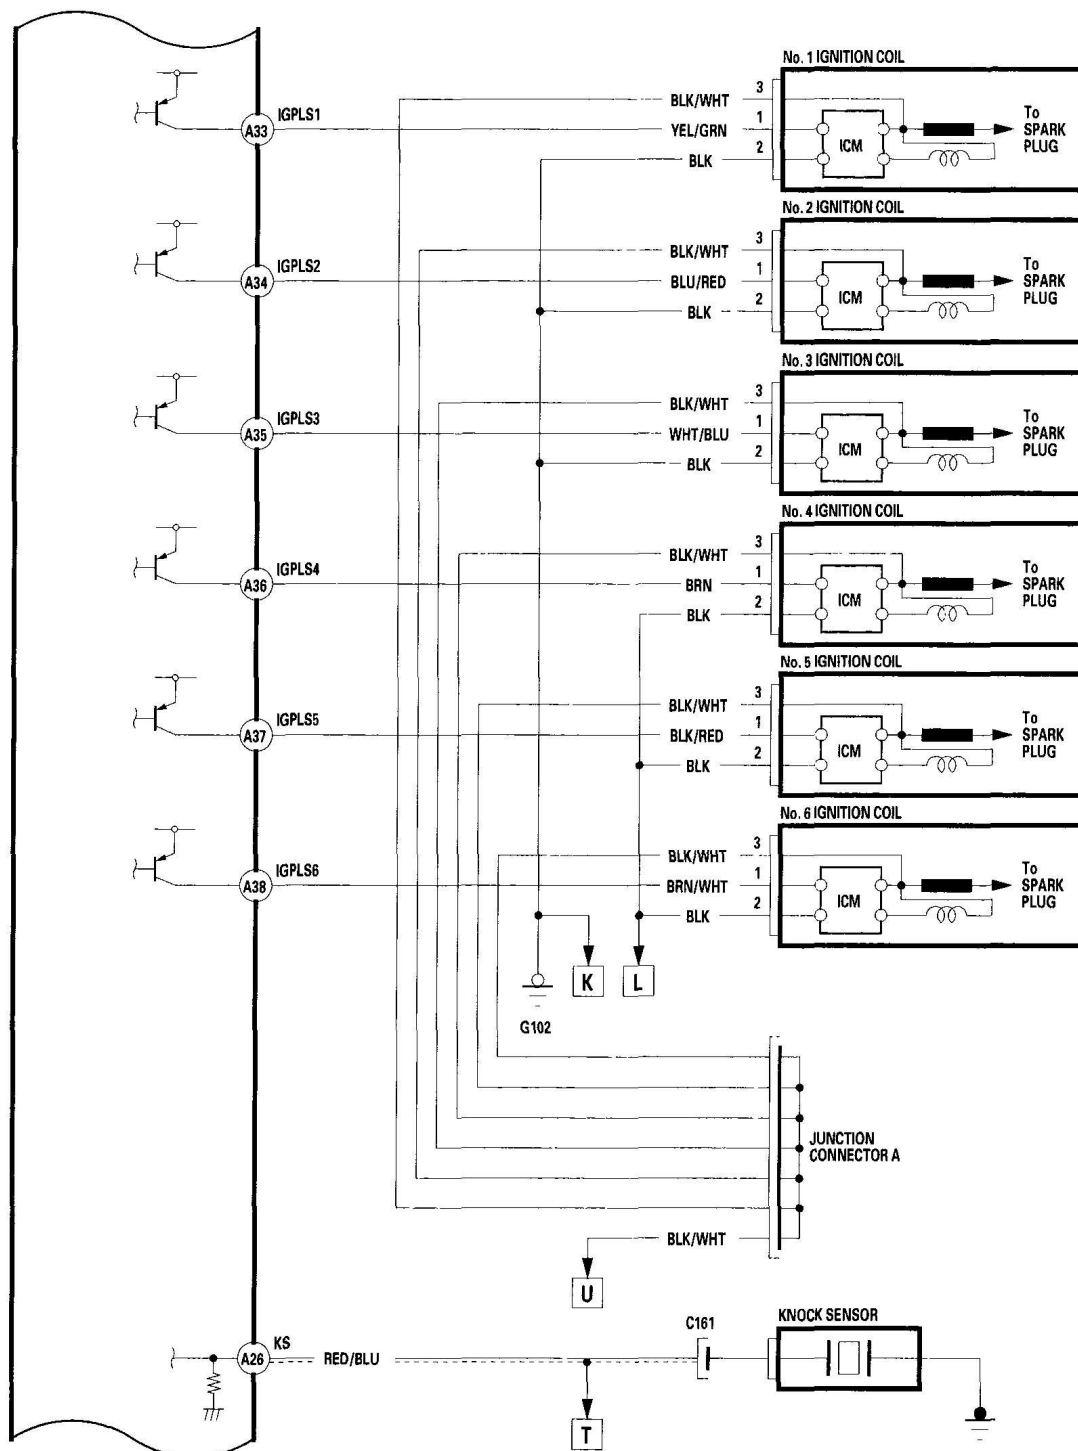 No. 1 IGNITION COIL
IGPLS1
A33
BLK/WHT 3
YEL/GRN 1
BLK 2
ICM
To
SPARK
PLUG
No. 2 IGNITION COIL
IGPLS2
A34
BLK/WHT 3
BLU/RED 1
BLK 2
ICM
To
SPARK
PLUG
No. 3 IGNITION COIL
IGPLS3
A35
BLK/WHT 3
WHT/BLU 1
BLK 2
ICM
To
SPARK
PLUG
No. 4 IGNITION COIL
IGPLS4
A36
BLK/WHT 3
BRN 1
BLK 2
ICM
To
SPARK
PLUG
No. 5 IGNITION COIL
IGPLS5
A37
BLK/WHT 3
BLK/RED 1
BLK 2
ICM
To
SPARK
PLUG
No. 6 IGNITION COIL
IGPLS6
A38
BLK/WHT 3
BRN/WHT 1
BLK 2
ICM
To
SPARK
PLUG
K
L
G102
JUNCTION
CONNECTOR A
BLK/WHT
U
KS
A26
RED/BLU
C161
KNOCK SENSOR
T